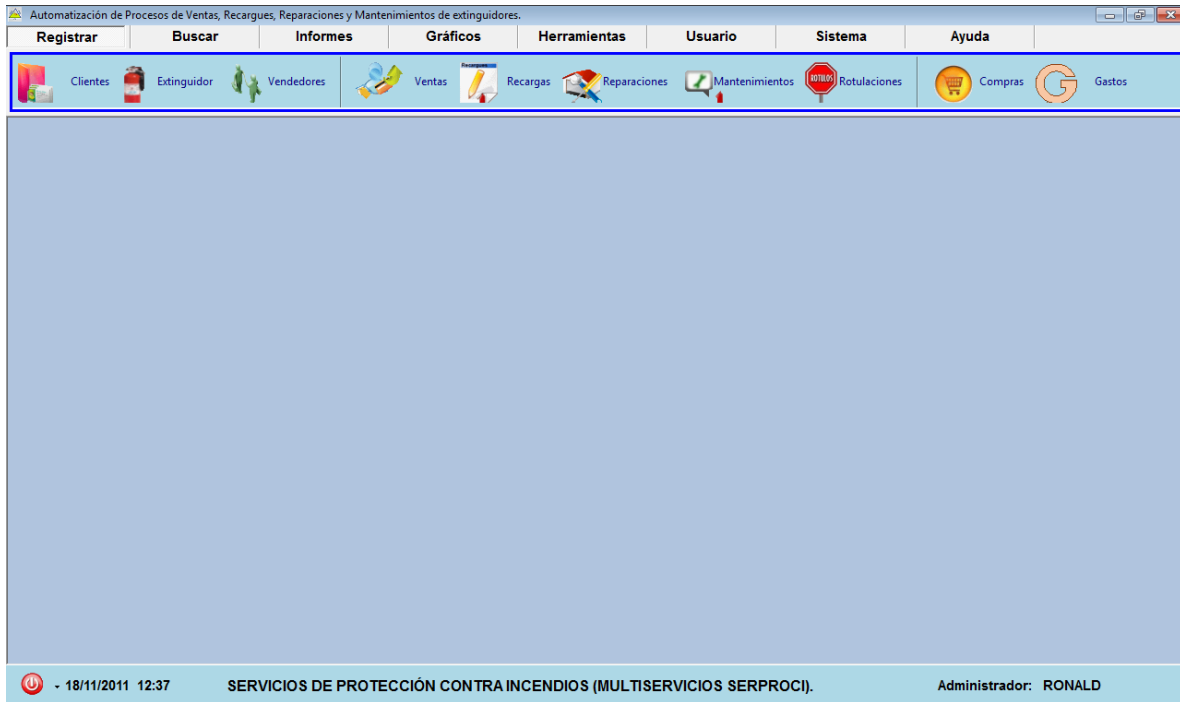 Automatización de Procesos de Ventas, Recargues, Reparaciones y Mantenimientos de extinguidores.
Registrar Buscar Informes Gráficos Herramientas Usuario Sistema Ayuda
Recargues
Clientes Extinguidor Vendedores Ventas Recargas Reparaciones Mantenimientos ROTULOS Rotulaciones Compras G Gastos
- 18/11/2011 12:37 SERVICIOS DE PROTECCIÓN CONTRA INCENDIOS (MULTISERVICIOS SERPROCI). Administrador: RONALD